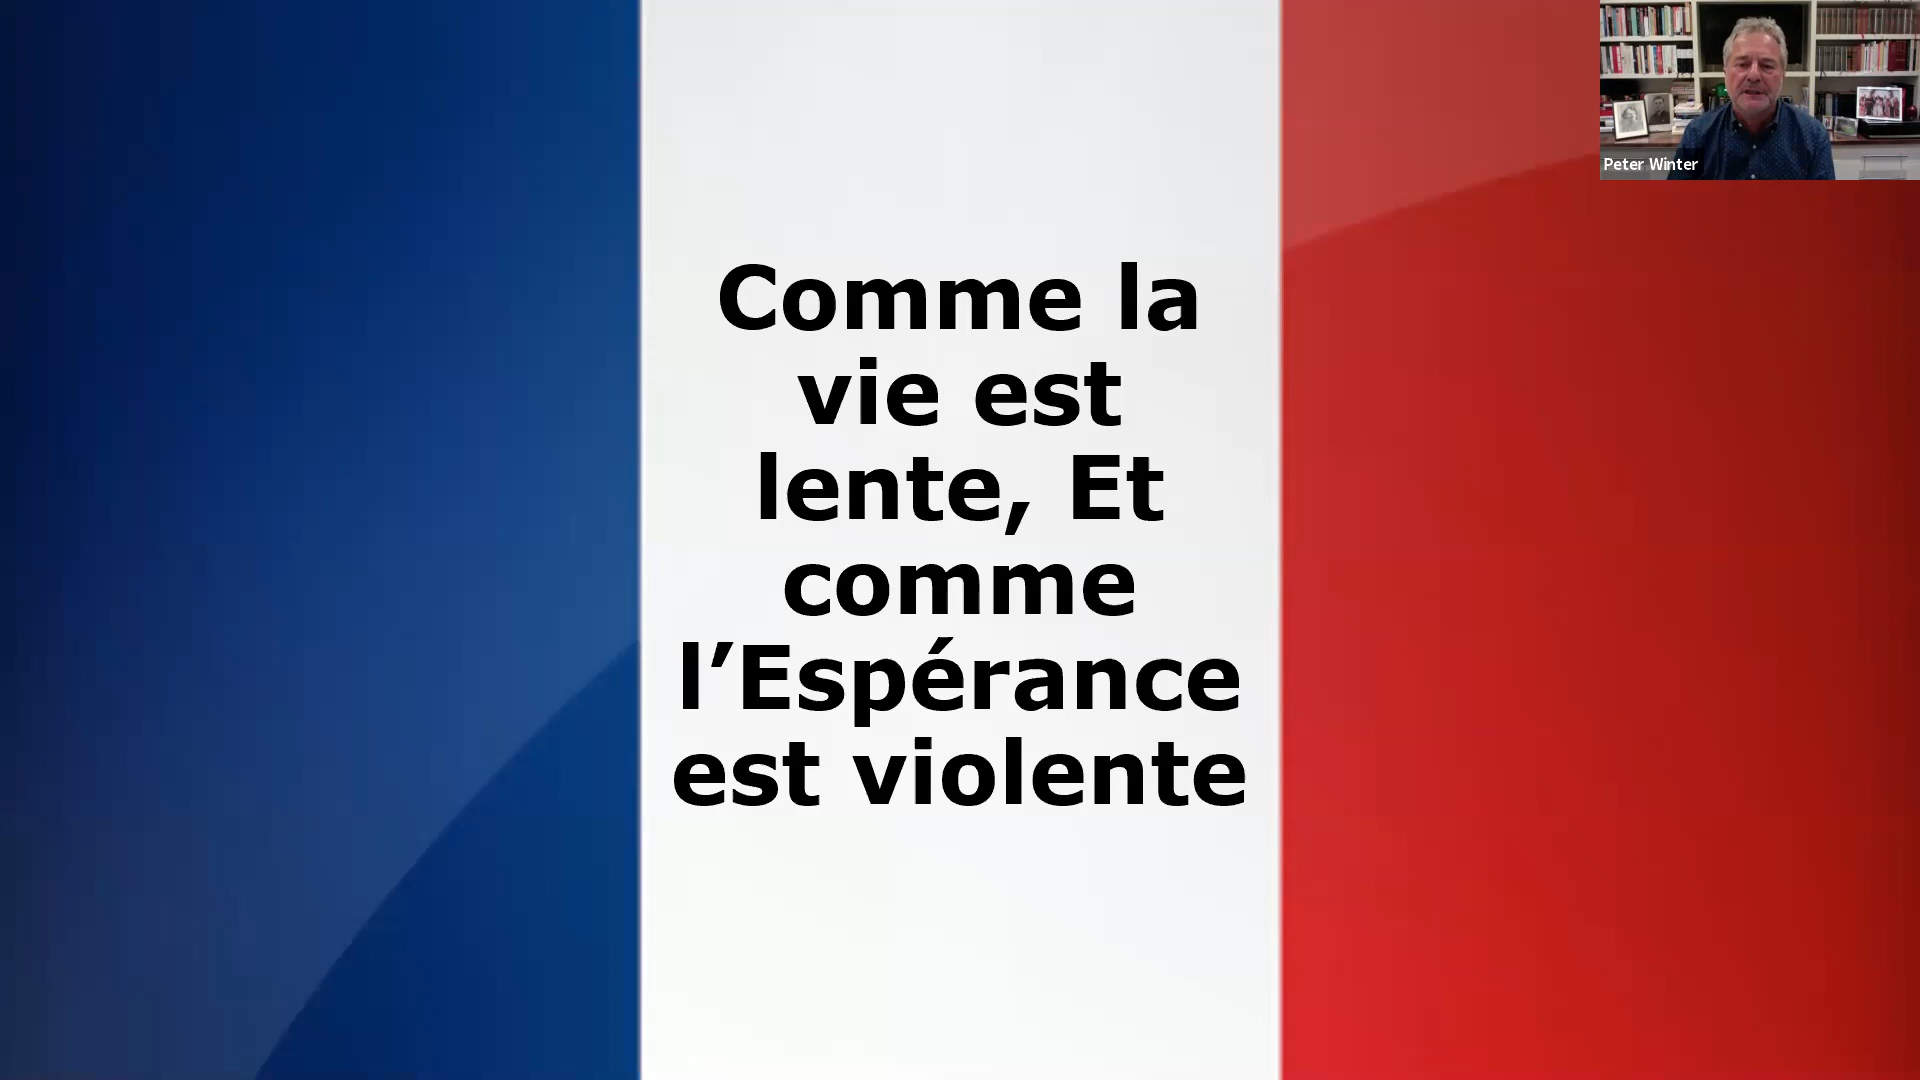 Comme la
vie est
lente, Et
comme
l’Espérance
est violente
Peter Winter